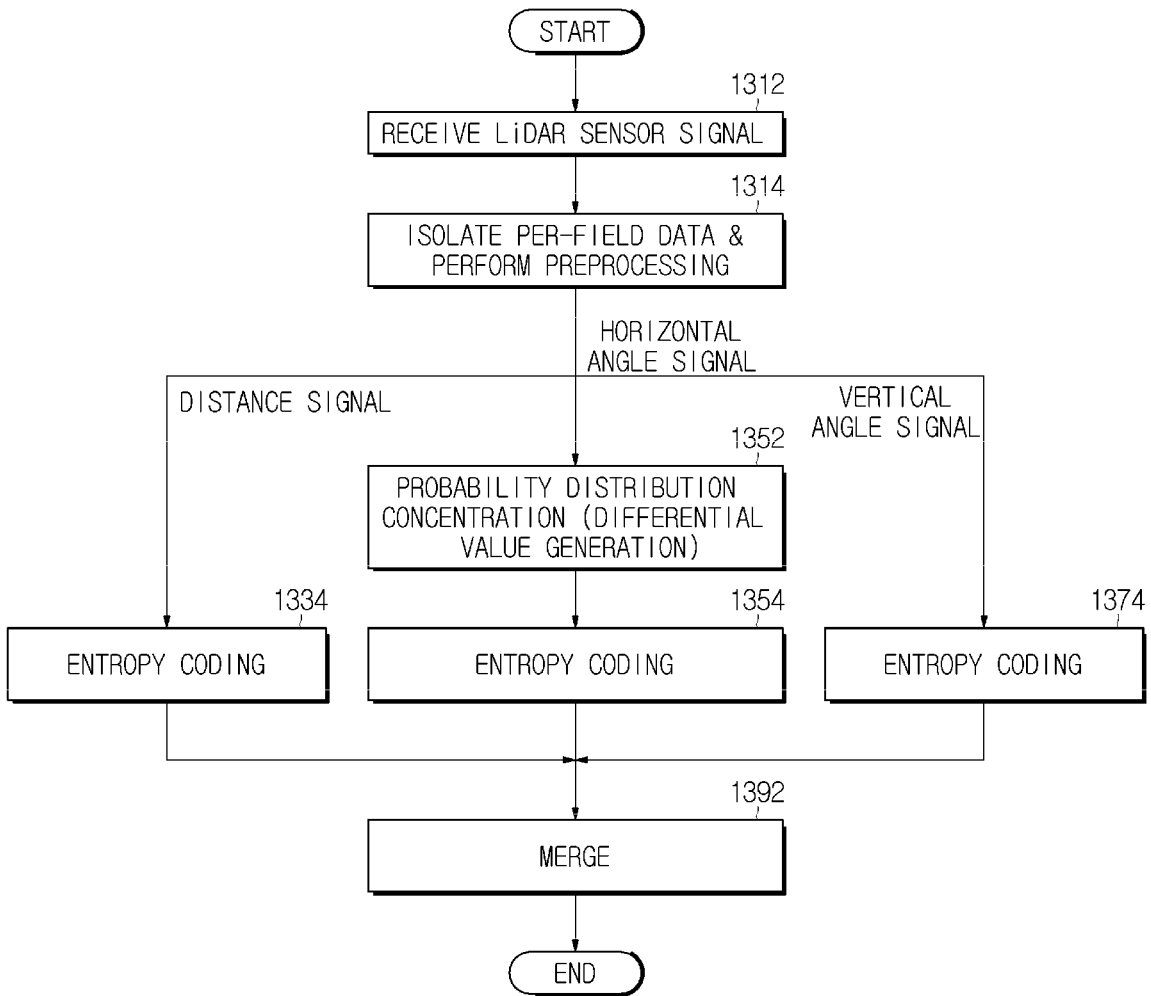 START
1312
RECEIVE LiDAR SENSOR SIGNAL
1314
ISOLATE PER-FIELD DATA &
PERFORM PREPROCESSING
HORIZONTAL
ANGLE SIGNAL
DISTANCE SIGNAL
VERTICAL
ANGLE SIGNAL
1352
PROBABILITY DISTRIBUTION
CONCENTRATION (DIFFERENTIAL
VALUE GENERATION)
1334
ENTROPY CODING
1354
ENTROPY CODING
1374
ENTROPY CODING
1392
MERGE
END